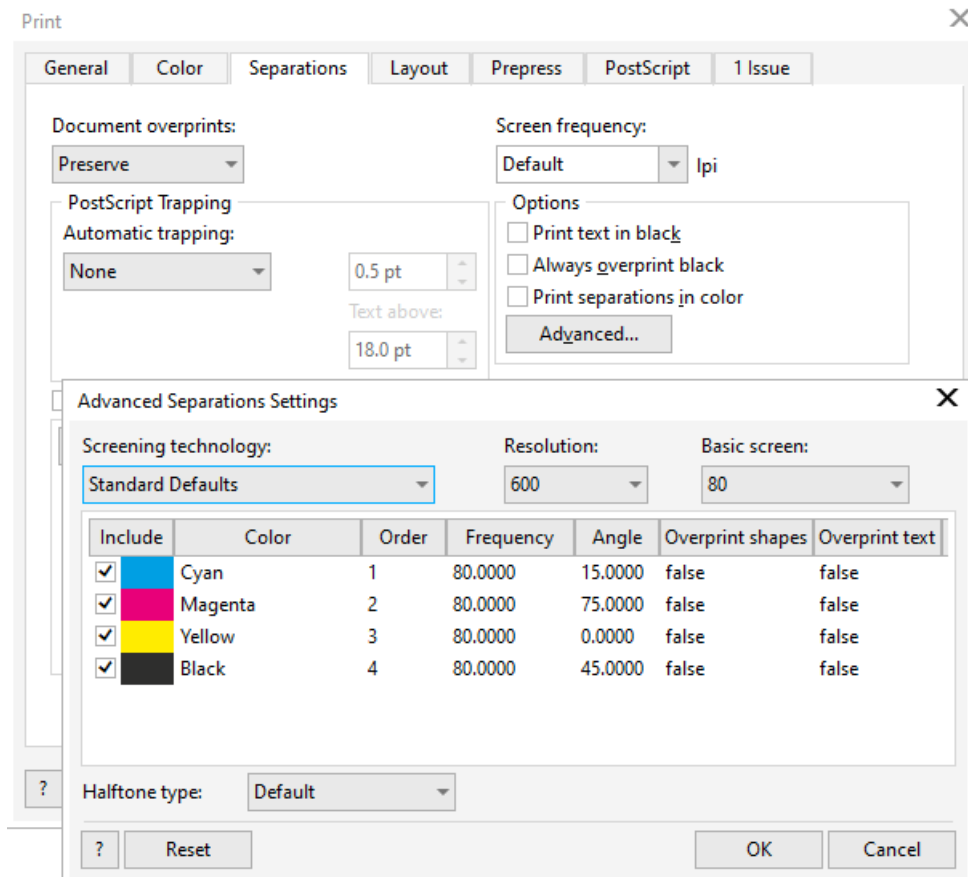 Print
General Color Separations Layout Prepress PostScript 1 Issue
Document overprints: Screen frequency:
Preserve Default lpi
PostScript Trapping Options
Automatic trapping: Print text in black
None 0.5 pt Always overprint black
Text above: Print separations in color
18.0 pt Advanced...
Advanced Separations Settings
Screening technology: Resolution: Basic screen:
Standard Defaults 600 80
Include Color Order Frequency Angle Overprint shapes Overprint text
Cyan 1 80.0000 15.0000 false false
Magenta 2 80.0000 75.0000 false false
Yellow 3 80.0000 0.0000 false false
Black 4 80.0000 45.0000 false false
? Halftone type: Default
? Reset OK Cancel